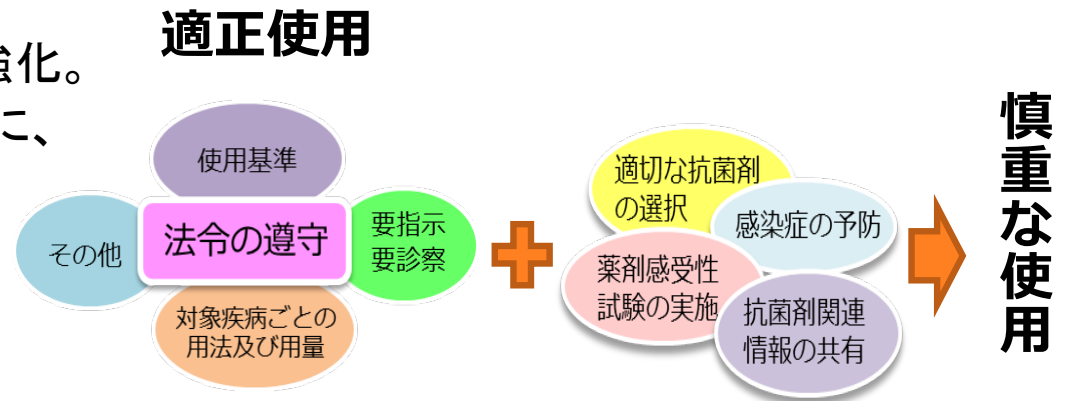 適正使用
強化。
に、
使用基準
その他
法令の遵守
要指示
要診察
対象疾病ごとの
用法及び用量
適切な抗菌剤
の選択
感染症の予防
薬剤感受性
試験の実施
抗菌剤関連
情報の共有
慎重な使用